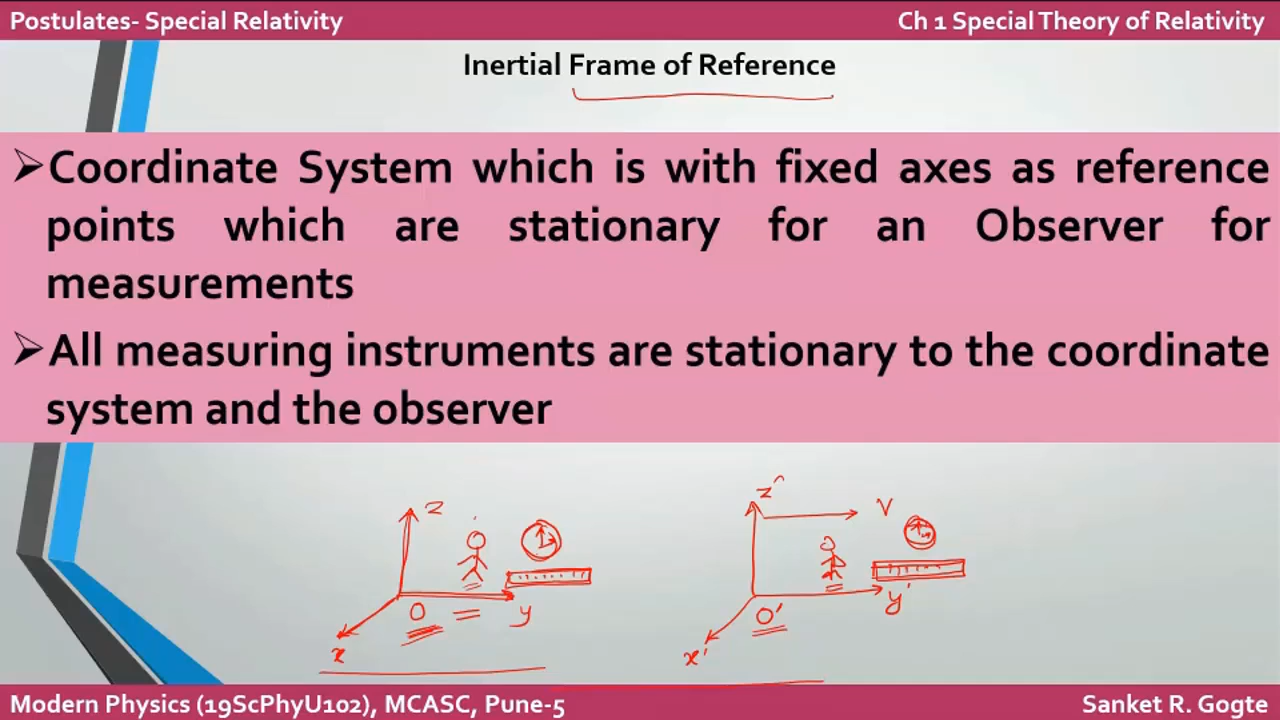 Postulates- Special Relativity
Ch 1 Special Theory of Relativity
Inertial Frame of Reference
➢Coordinate System which is with fixed axes as reference
points which are stationary for an Observer for
measurements
➢All measuring instruments are stationary to the coordinate
system and the observer
z
O
y
x
z'
V
O'
y'
x'
Modern Physics (19ScPhyU102), MCASC, Pune-5
Sanket R. Gogte